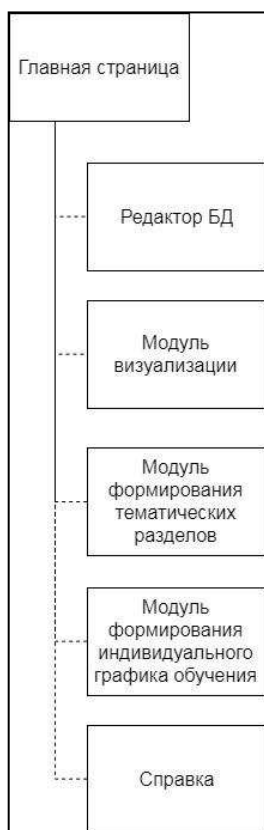 Главная страница
Редактор БД
Модуль
визуализации
Модуль
формирования
тематических
разделов
Модуль
формирования
индивидуального
графика обучения
Справка